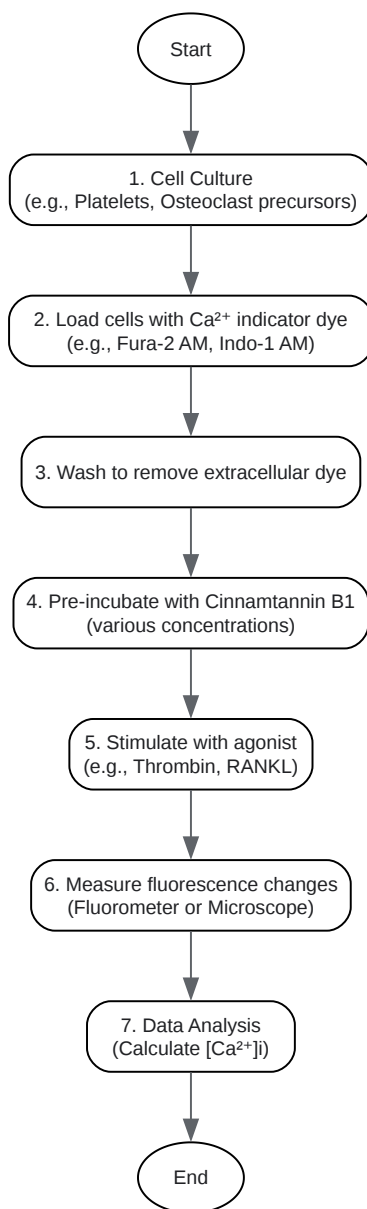 Start
1. Cell Culture
(e.g., Platelets, Osteoclast precursors)
2. Load cells with Ca²⁺ indicator dye
(e.g., Fura-2 AM, Indo-1 AM)
3. Wash to remove extracellular dye
4. Pre-incubate with Cinnamtannin B1
(various concentrations)
5. Stimulate with agonist
(e.g., Thrombin, RANKL)
6. Measure fluorescence changes
(Fluorometer or Microscope)
7. Data Analysis
(Calculate [Ca²⁺]i)
End